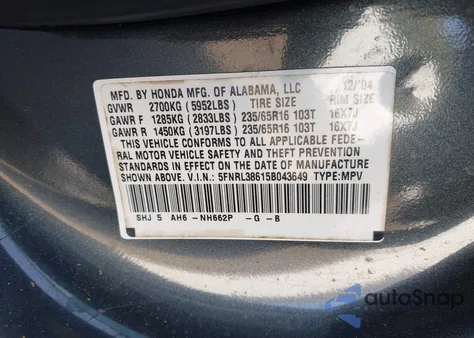 MFD. BY HONDA MFG. OF ALABAMA, LLC 12/'04
GVWR 2700KG (5952LBS) TIRE SIZE RIM SIZE
GAWR F 1285KG (2833LBS) 235/65R16 103T 16X7J
GAWR R 1450KG (3197LBS) 235/65R16 103T 16X7J
THIS VEHICLE CONFORMS TO ALL APPLICABLE FEDE-
RAL MOTOR VEHICLE SAFETY AND THEFT PREVENTION
STANDARDS IN EFFECT ON THE DATE OF MANUFACTURE
SHOWN ABOVE. V.I.N: 5FNRL38615B043649 TYPE:MPV
SHJ 5 AH6 -NH662P -G -B
autoSnap